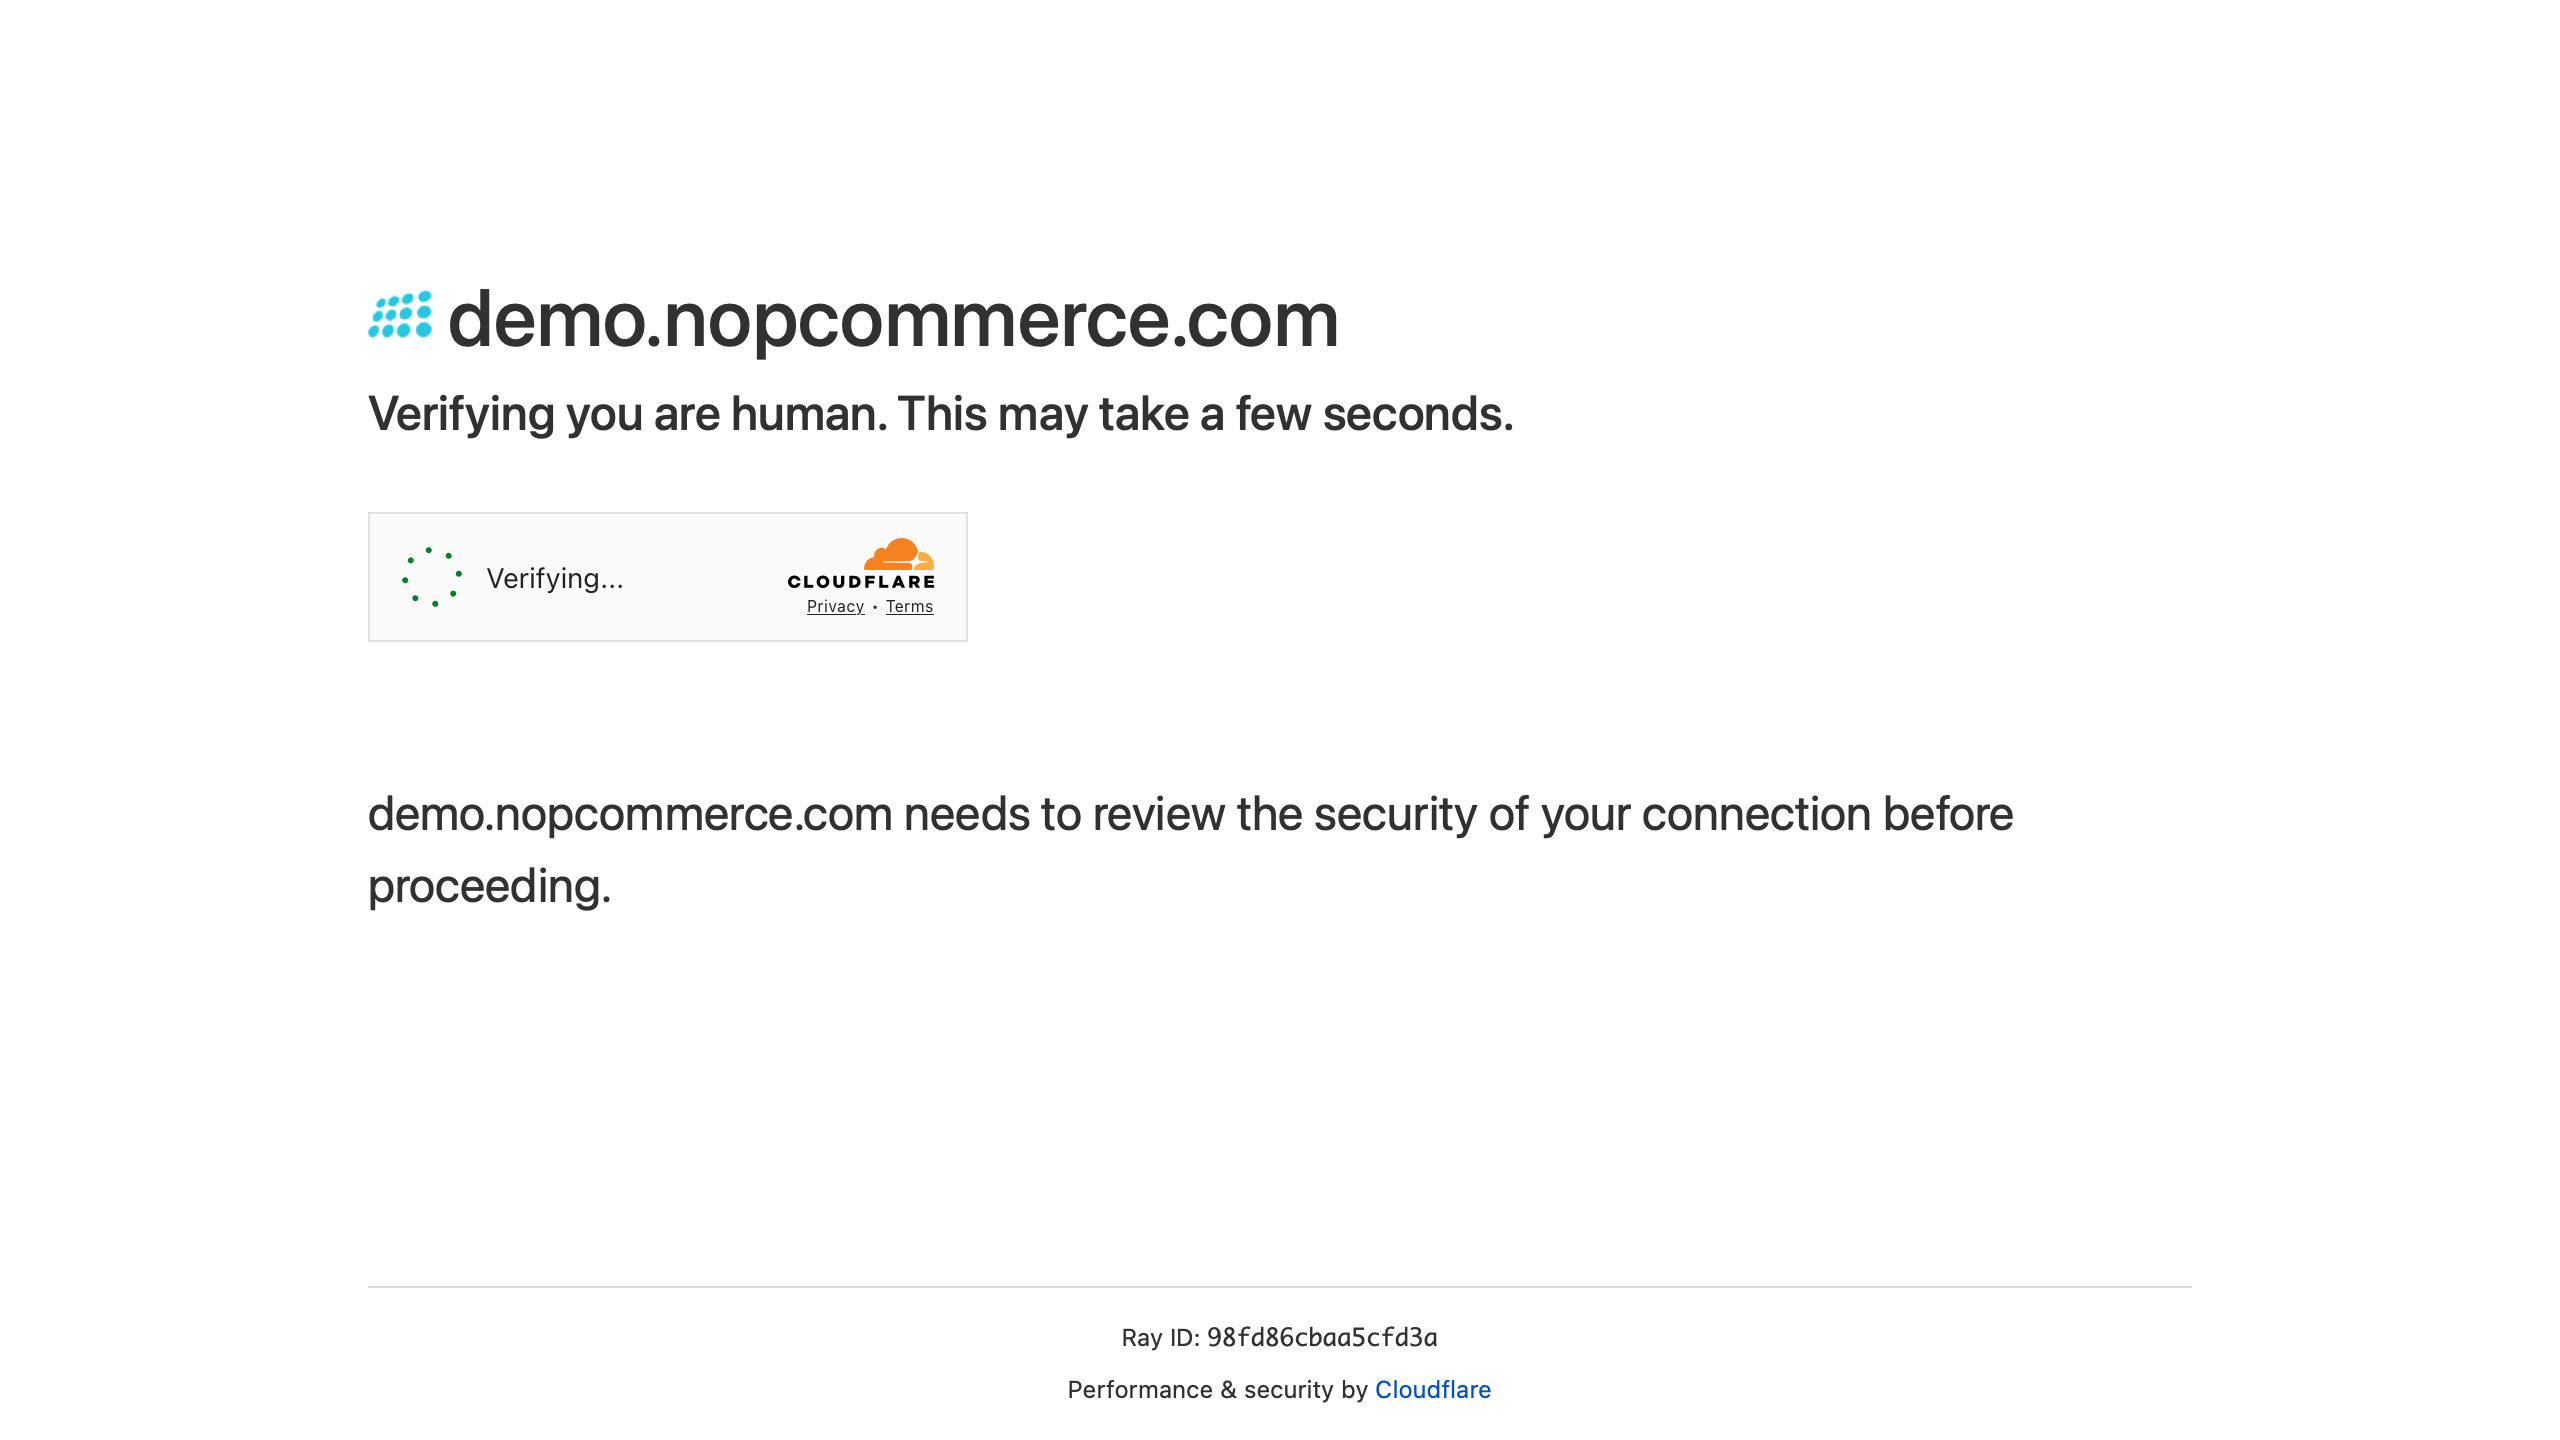 demo.nopcommerce.com
Verifying you are human. This may take a few seconds.
Verifying...
CLOUDFLARE
Privacy • Terms
demo.nopcommerce.com needs to review the security of your connection before
proceeding.
Ray ID: 98fd86cbaa5cfd3a
Performance & security by Cloudflare